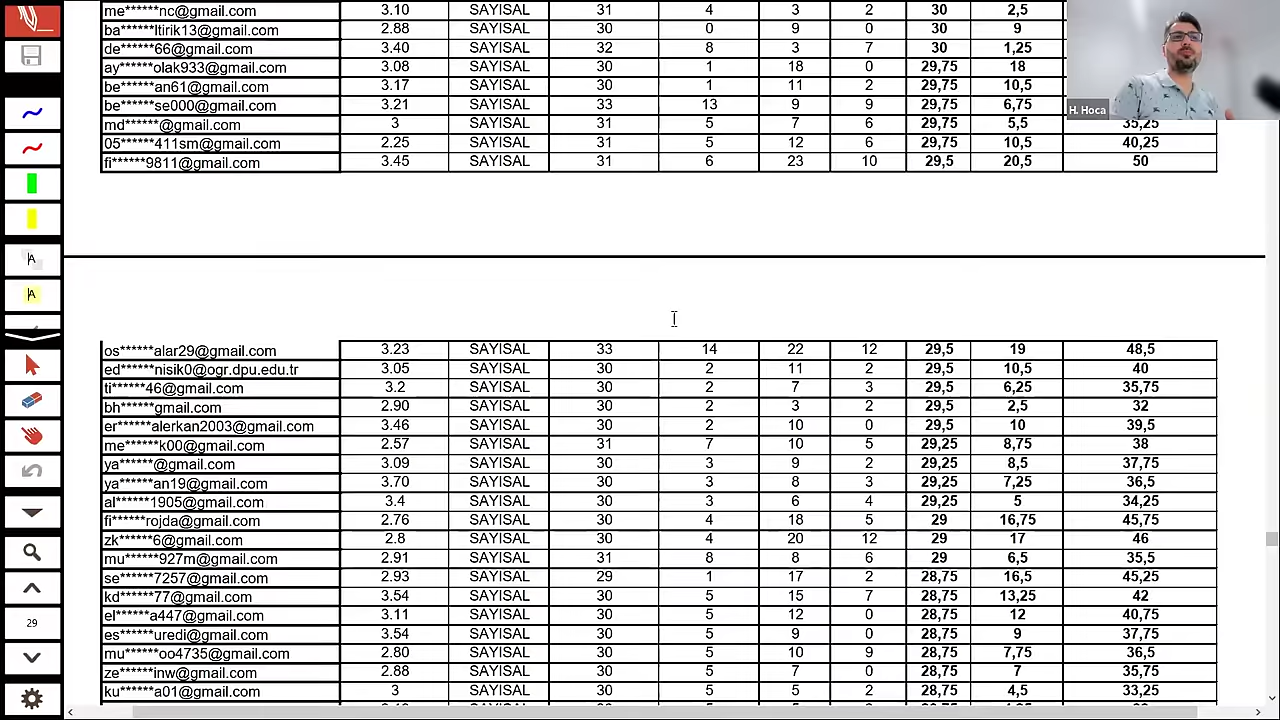 me******nc@gmail.com 3.10 SAYISAL 31 4 3 2 30 2,5
ba******ltirik13@gmail.com 2.88 SAYISAL 30 0 9 0 30 9
de******66@gmail.com 3.40 SAYISAL 32 8 3 7 30 1,25
ay******olak933@gmail.com 3.08 SAYISAL 30 1 18 0 29,75 18
be******an61@gmail.com 3.17 SAYISAL 30 1 11 2 29,75 10,5
be******se000@gmail.com 3.21 SAYISAL 33 13 9 9 29,75 6,75
H. Hoca
md******@gmail.com 3 SAYISAL 31 5 7 6 29,75 5,5 35,25
05******411sm@gmail.com 2.25 SAYISAL 31 5 12 6 29,75 10,5 40,25
fi******9811@gmail.com 3.45 SAYISAL 31 6 23 10 29,5 20,5 50
os******alar29@gmail.com 3.23 SAYISAL 33 14 22 12 29,5 19 48,5
ed******nisik0@ogr.dpu.edu.tr 3.05 SAYISAL 30 2 11 2 29,5 10,5 40
ti******46@gmail.com 3.2 SAYISAL 30 2 7 3 29,5 6,25 35,75
bh******gmail.com 2.90 SAYISAL 30 2 3 2 29,5 2,5 32
er******alerkan2003@gmail.com 3.46 SAYISAL 30 2 10 0 29,5 10 39,5
me******k00@gmail.com 2.57 SAYISAL 31 7 10 5 29,25 8,75 38
ya******@gmail.com 3.09 SAYISAL 30 3 9 2 29,25 8,5 37,75
ya******an19@gmail.com 3.70 SAYISAL 30 3 8 3 29,25 7,25 36,5
al******1905@gmail.com 3.4 SAYISAL 30 3 6 4 29,25 5 34,25
fi******rojda@gmail.com 2.76 SAYISAL 30 4 18 5 29 16,75 45,75
zk******6@gmail.com 2.8 SAYISAL 30 4 20 12 29 17 46
mu******927m@gmail.com 2.91 SAYISAL 31 8 8 6 29 6,5 35,5
se******7257@gmail.com 2.93 SAYISAL 29 1 17 2 28,75 16,5 45,25
kd******77@gmail.com 3.54 SAYISAL 30 5 15 7 28,75 13,25 42
el******a447@gmail.com 3.11 SAYISAL 30 5 12 0 28,75 12 40,75
es******uredi@gmail.com 3.54 SAYISAL 30 5 9 0 28,75 9 37,75
29
mu******oo4735@gmail.com 2.80 SAYISAL 30 5 10 9 28,75 7,75 36,5
ze******inw@gmail.com 2.88 SAYISAL 30 5 7 0 28,75 7 35,75
ku******a01@gmail.com 3 SAYISAL 30 5 5 2 28,75 4,5 33,25